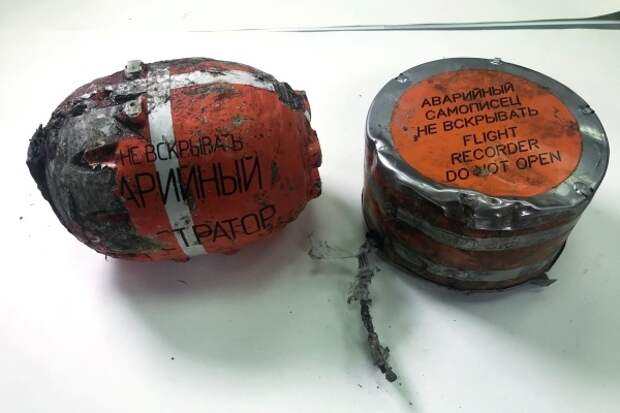 НЕ ВСКРЫВАТЬ
АРИЙНЫЙ
ТРАТОР
АВАРИЙНЫЙ
САМОПИСЕЦ
НЕ ВСКРЫВАТЬ
FLIGHT
RECORDER
DO NOT OPEN